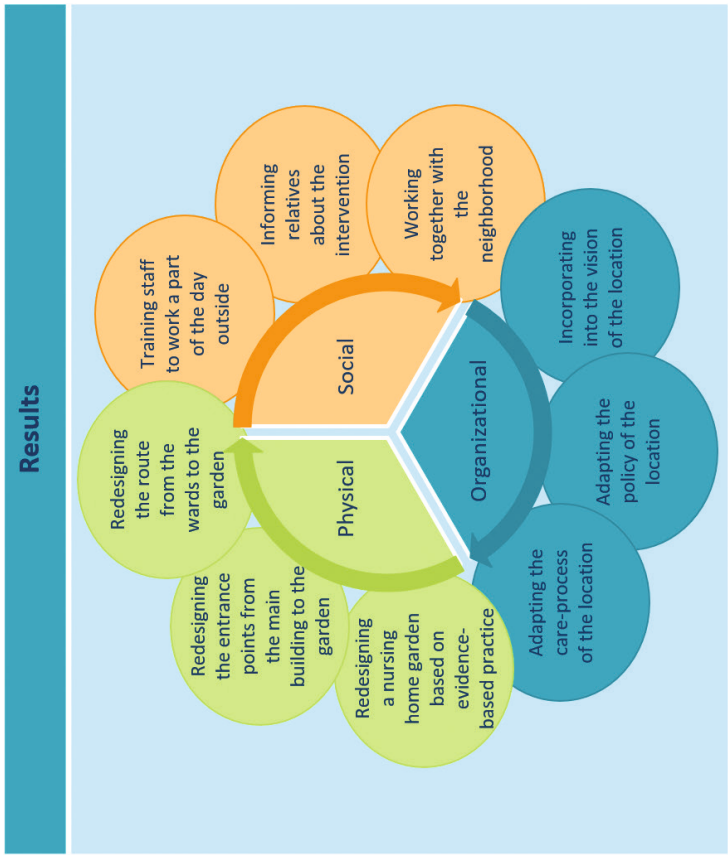 Results
Training staff
to work a part
of the day
outside
Informing
relatives
about the
intervention
Working
together with
the
neighborhood
Incorporating
into the vision
of the location
Adapting the
policy of the
location
Adapting the
care-process
of the location
Redesigning
a nursing
home garden
based on
evidence-
based practice
Redesigning
the entrance
points from
the main
building to the
garden
Redesigning
the route
from the
wards to the
garden
Social
Organizational
Physical